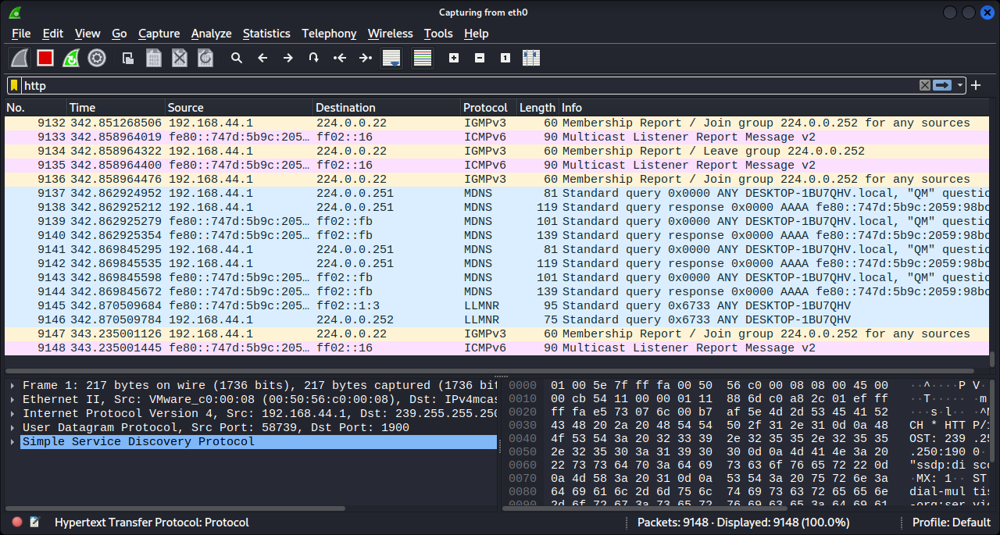 Capturing from eth0
File Edit View Go Capture Analyze Statistics Telephony Wireless Tools Help
http
No. Time Source Destination Protocol Length Info
9132 342.851268506 192.168.44.1 224.0.0.22 IGMPv3 60 Membership Report / Join group 224.0.0.252 for any sources
9133 342.858964019 fe80::747d:5b9c:205… ff02::16 ICMPv6 90 Multicast Listener Report Message v2
9134 342.858964322 192.168.44.1 224.0.0.22 IGMPv3 60 Membership Report / Leave group 224.0.0.252
9135 342.858964400 fe80::747d:5b9c:205… ff02::16 ICMPv6 90 Multicast Listener Report Message v2
9136 342.858964476 192.168.44.1 224.0.0.22 IGMPv3 60 Membership Report / Join group 224.0.0.252 for any sources
9137 342.862924952 192.168.44.1 224.0.0.251 MDNS 81 Standard query 0x0000 ANY DESKTOP-1BU7QHV.local, "QM" questic
9138 342.862925212 192.168.44.1 224.0.0.251 MDNS 119 Standard query response 0x0000 AAAA fe80::747d:5b9c:2059:98bc
9139 342.862925279 fe80::747d:5b9c:205… ff02::fb MDNS 101 Standard query 0x0000 ANY DESKTOP-1BU7QHV.local, "QM" questic
9140 342.862925354 fe80::747d:5b9c:205… ff02::fb MDNS 139 Standard query response 0x0000 AAAA fe80::747d:5b9c:2059:98bc
9141 342.869845295 192.168.44.1 224.0.0.251 MDNS 81 Standard query 0x0000 ANY DESKTOP-1BU7QHV.local, "QM" questic
9142 342.869845535 192.168.44.1 224.0.0.251 MDNS 119 Standard query response 0x0000 AAAA fe80::747d:5b9c:2059:98bc
9143 342.869845598 fe80::747d:5b9c:205… ff02::fb MDNS 101 Standard query 0x0000 ANY DESKTOP-1BU7QHV.local, "QM" questic
9144 342.869845672 fe80::747d:5b9c:205… ff02::fb MDNS 139 Standard query response 0x0000 AAAA fe80::747d:5b9c:2059:98bc
9145 342.870509684 fe80::747d:5b9c:205… ff02::1:3 LLMNR 95 Standard query 0x6733 ANY DESKTOP-1BU7QHV
9146 342.870509784 192.168.44.1 224.0.0.252 LLMNR 75 Standard query 0x6733 ANY DESKTOP-1BU7QHV
9147 343.235001126 192.168.44.1 224.0.0.22 IGMPv3 60 Membership Report / Join group 224.0.0.252 for any sources
9148 343.235001445 fe80::747d:5b9c:205… ff02::16 ICMPv6 90 Multicast Listener Report Message v2
Frame 1: 217 bytes on wire (1736 bits), 217 bytes captured (1736 bit
Ethernet II, Src: VMware_c0:00:08 (00:50:56:c0:00:08), Dst: IPv4mcas
Internet Protocol Version 4, Src: 192.168.44.1, Dst: 239.255.255.250
User Datagram Protocol, Src Port: 58739, Dst Port: 1900
Simple Service Discovery Protocol
0000 01 00 5e 7f ff fa 00 50 56 c0 00 08 08 00 45 00 ··^····P V·
0010 00 cb 54 11 00 00 01 11 88 6d c0 a8 2c 01 ef ff ··T····· ·m
0020 ff fa e5 73 07 6c 00 b7 af 5e 4d 2d 53 45 41 52 ···s·l·· ·^M
0030 43 48 20 2a 20 48 54 54 50 2f 31 2e 31 0d 0a 48 CH * HTT P/1
0040 4f 53 54 3a 20 32 33 39 2e 32 35 35 2e 32 35 35 OST: 239 .25
0050 2e 32 35 30 3a 31 39 30 30 0d 0a 4d 41 4e 3a 20 .250:190 0·
0060 22 73 73 64 70 3a 64 69 73 63 6f 76 65 72 22 0d "ssdp:di sco
0070 0a 4d 58 3a 20 31 0d 0a 53 54 3a 20 75 72 6e 3a ·MX: 1·· ST
0080 64 69 61 6c 2d 6d 75 6c 74 69 73 63 72 65 65 6e dial-mul tis
0090 2d 6f 72 67 3a 73 65 72 76 69 63 65 3a 64 69 61 -org:ser vic
Hypertext Transfer Protocol: Protocol
Packets: 9148 · Displayed: 9148 (100.0%)
Profile: Default